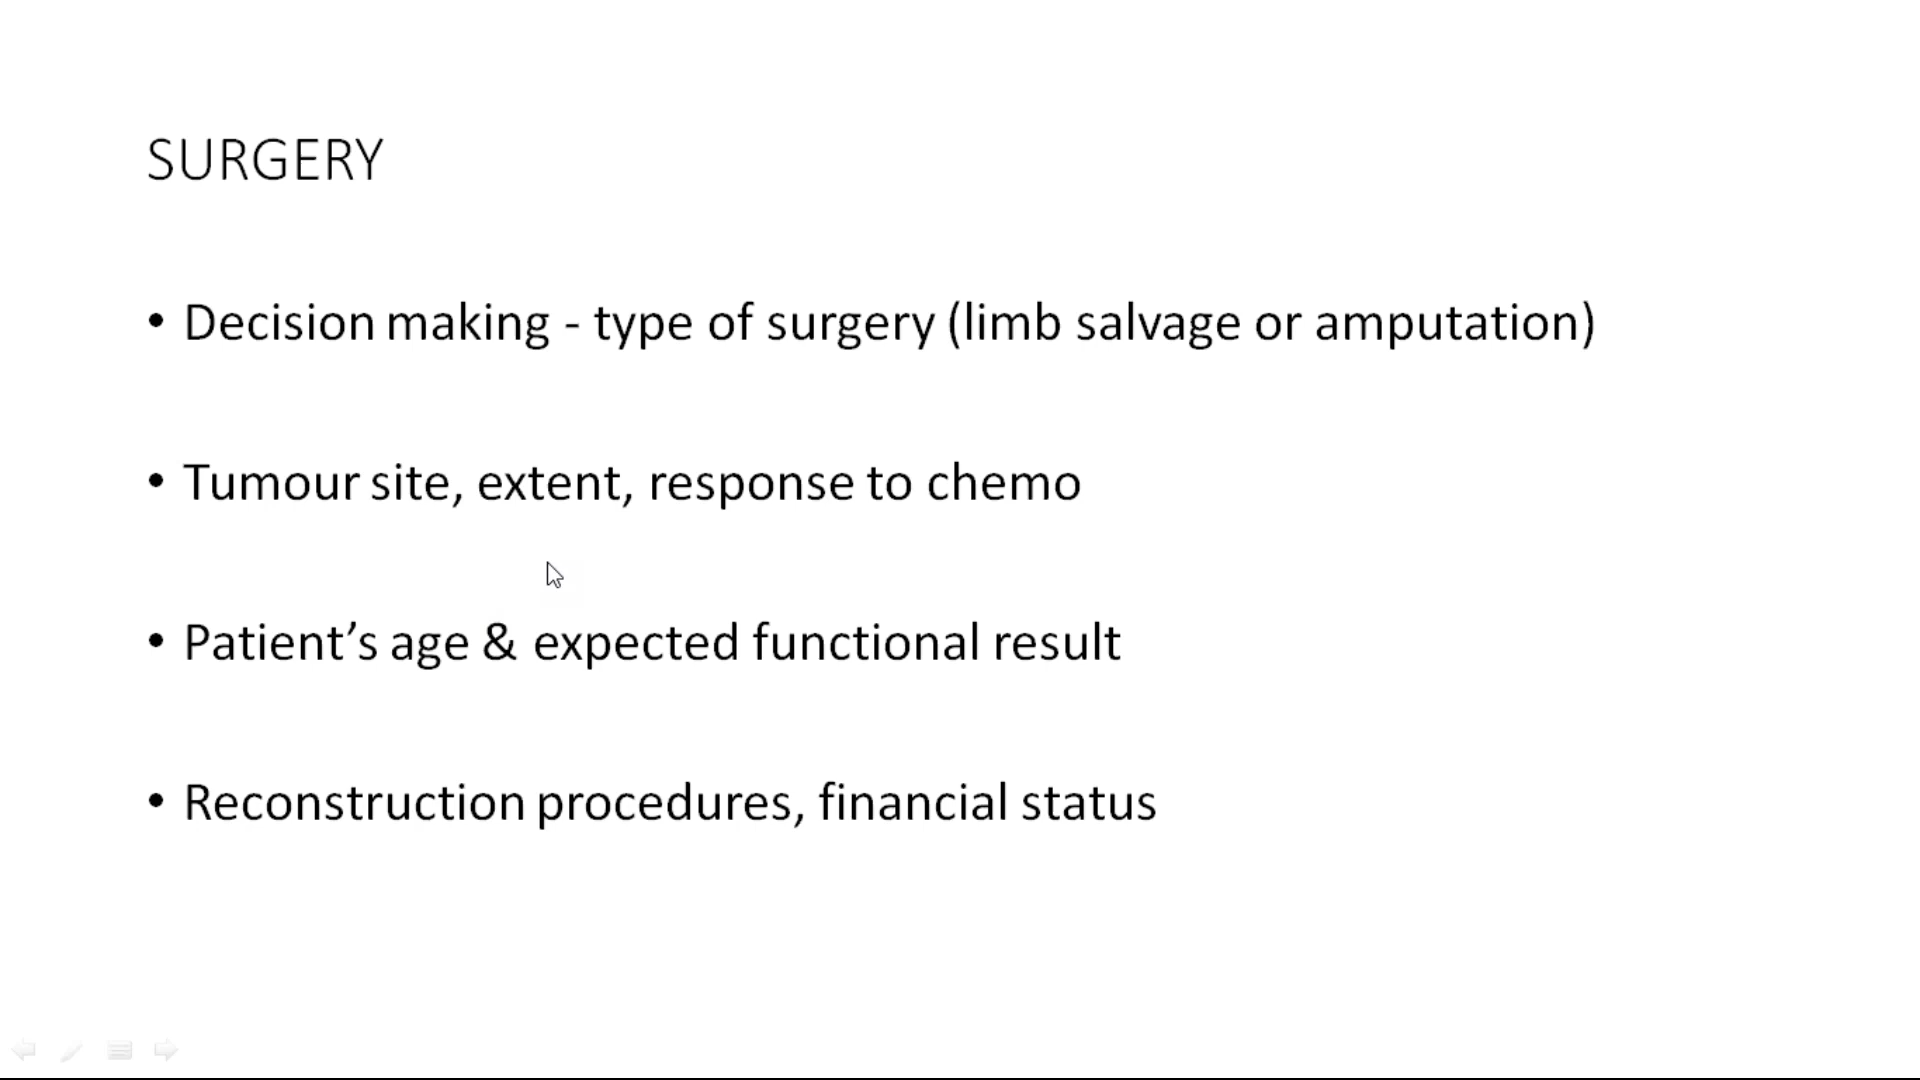 SURGERY
• Decision making - type of surgery (limb salvage or amputation)
• Tumour site, extent, response to chemo
• Patient’s age & expected functional result
• Reconstruction procedures, financial status